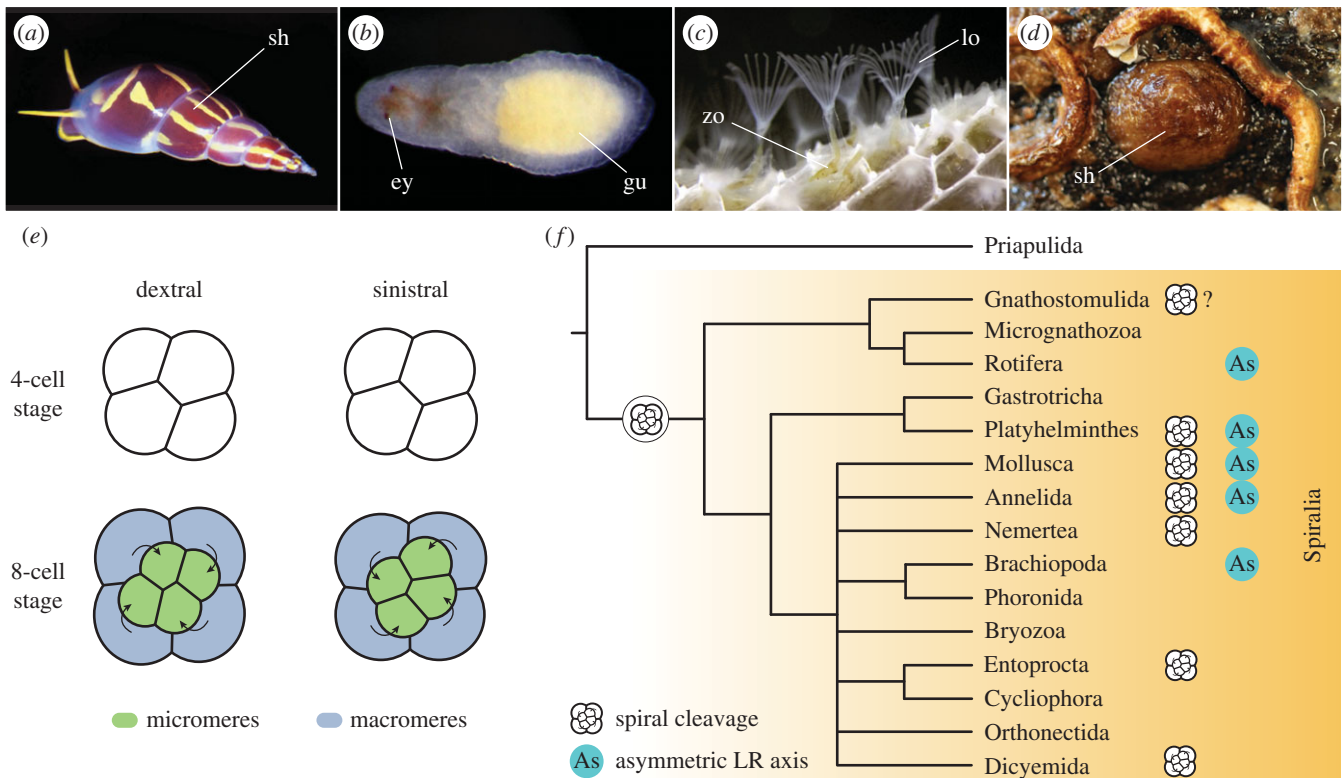 (a)
sh
(b)
ey
gu
(c)
lo
zo
(d)
sh
(e)
dextral
sinistral
4-cell
stage
8-cell
stage
micromeres
macromeres
(f)
Priapulida
Gnathostomulida ?
Micrognathozoa
Rotifera As
Gastrotricha
Platyhelminthes As
Mollusca As
Annelida As
Nemertea
Brachiopoda As
Phoronida
Bryozoa
Entoprocta
Cycliophora
Orthonectida
Dicyemida
Spiralia
spiral cleavage
As asymmetric LR axis